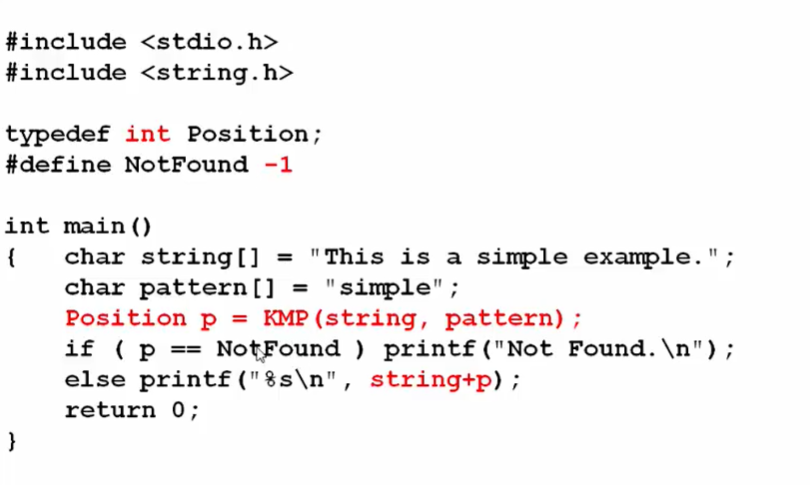 #include <stdio.h>
#include <string.h>
typedef int Position;
#define NotFound -1
int main()
{   char string[] = "This is a simple example.";
    char pattern[] = "simple";
    Position p = KMP(string, pattern);
    if ( p == NotFound ) printf("Not Found.\n");
    else printf("%s\n", string+p);
    return 0;
}